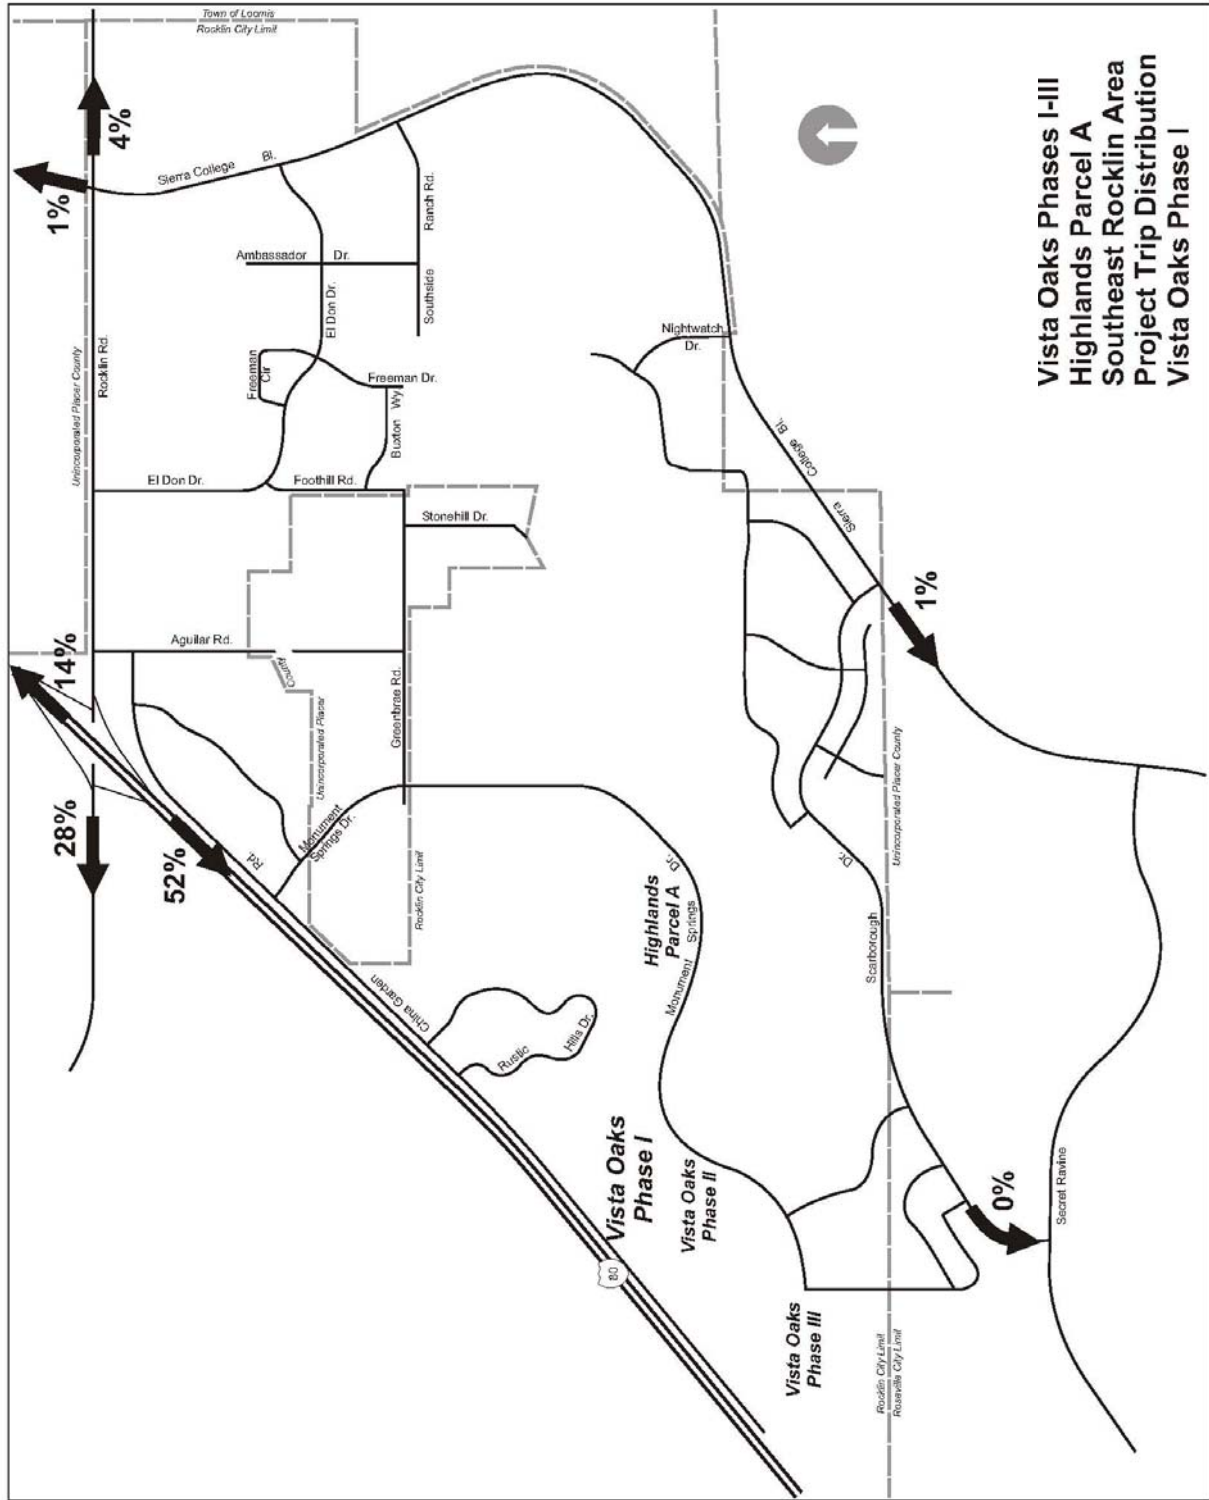 Town of Loomis
Rocklin City Limit
4%
1%
Sierra College Bl.
Unincorporated Placer County
Rocklin Rd.
Ranch Rd.
Southside
Ambassador Dr.
El Don Dr.
Freeman
Cir
Freeman Dr.
Buxton Wy
El Don Dr.
Foothill Rd.
Stonehill Dr.
Nightwatch
Dr.
Sierra College Bl.
14%
Aguilar Rd.
County
Unincorporated Placer
Greenbrae Rd.
Monument
Springs Dr.
Rocklin City Limit
28%
52%
Rd.
China Garden
Rustic
Hills Dr.
Highlands
Parcel A
Monument Springs Dr.
1%
Dr.
Unincorporated Placer County
Scarborough
Vista Oaks
Phase I
Vista Oaks
Phase II
80
Vista Oaks
Phase III
0%
Secret Ravine
Rocklin City Limit
Roseville City Limit
Vista Oaks Phases I-III
Highlands Parcel A
Southeast Rocklin Area
Project Trip Distribution
Vista Oaks Phase I